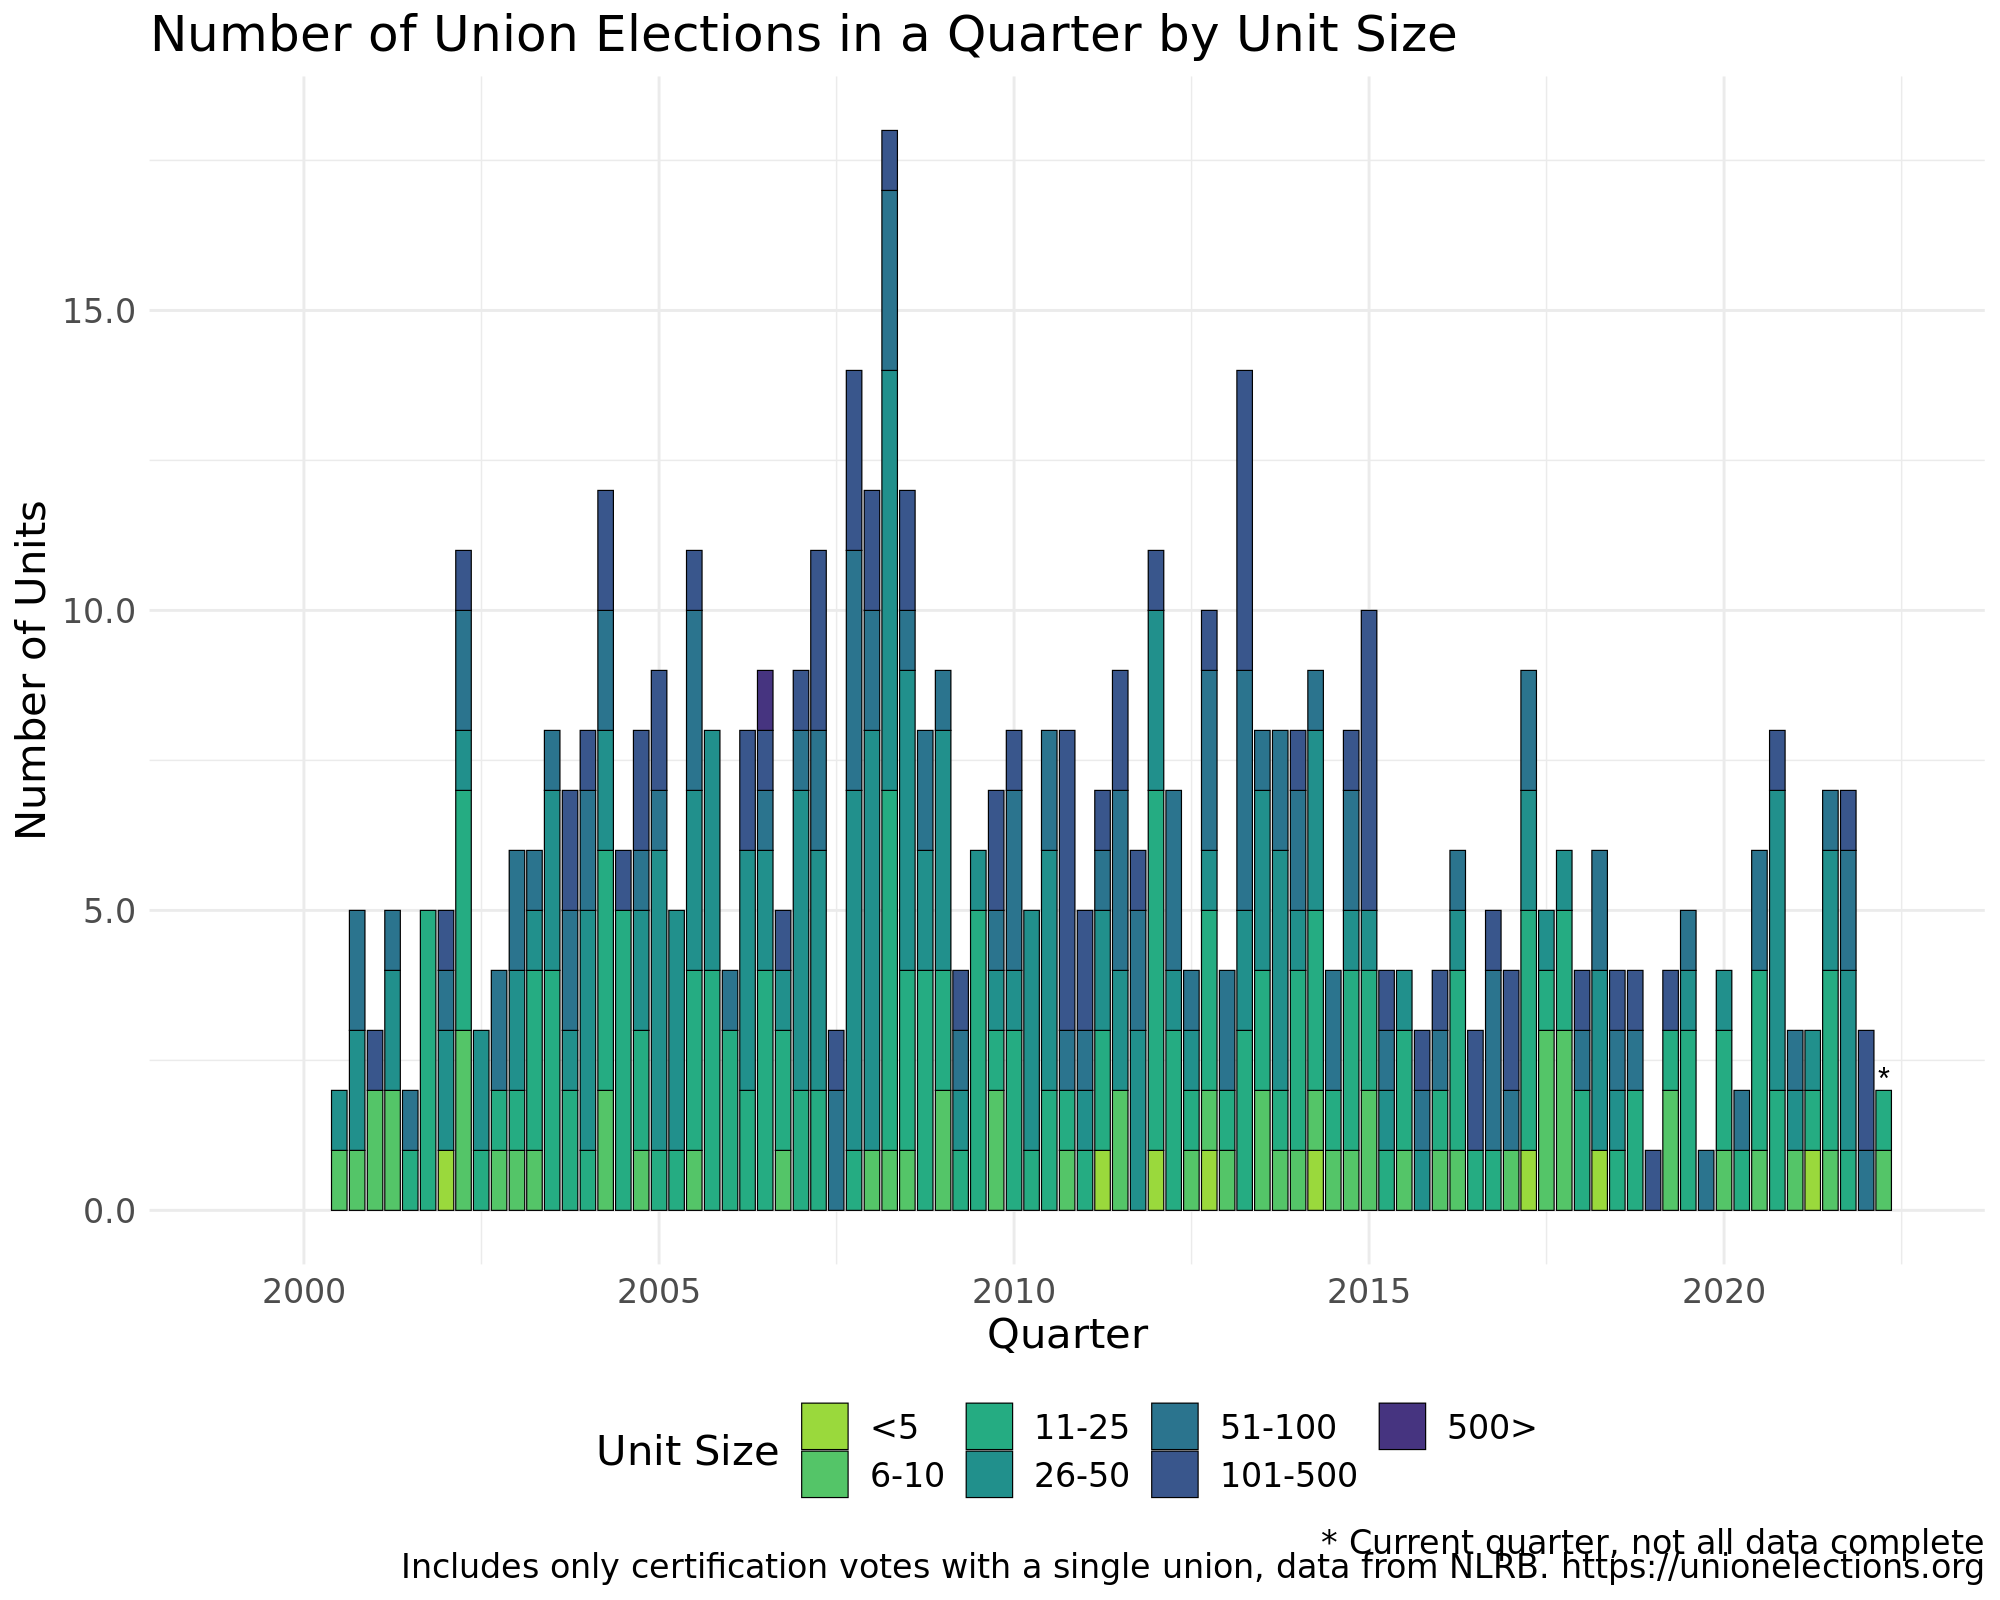 Number of Union Elections in a Quarter by Unit Size
Number of Units
15.0
10.0
5.0
0.0
*
2000 2005 2010 2015 2020
Quarter
Unit Size
<5 11-25 51-100 500>
6-10 26-50 101-500
* Current quarter, not all data complete
Includes only certification votes with a single union, data from NLRB. https://unionelections.org